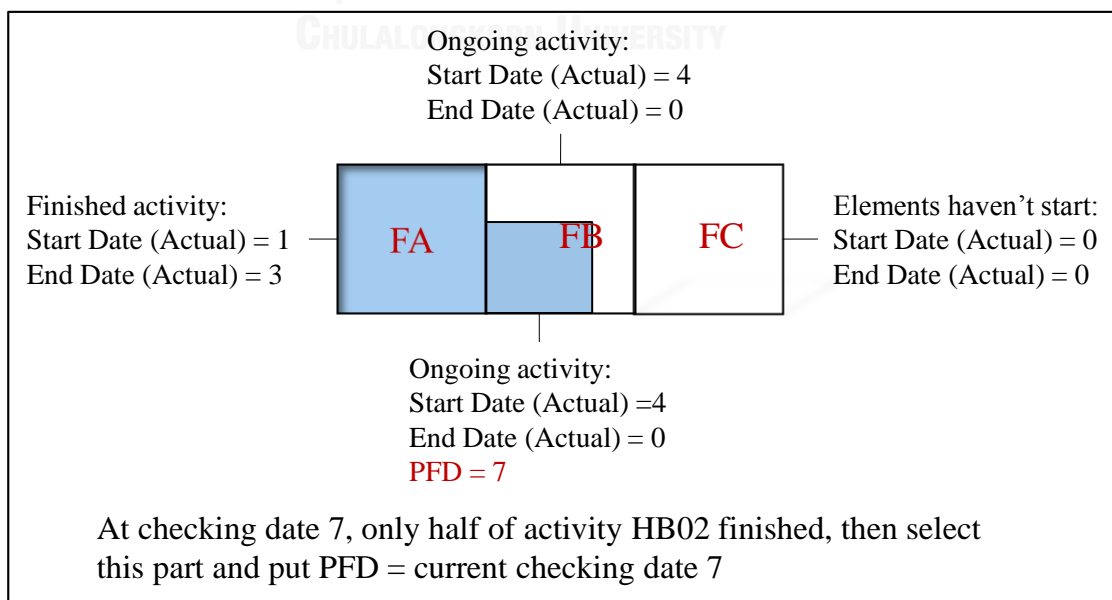 CHULALONGKORN UNIVERSITY
Ongoing activity:
Start Date (Actual) = 4
End Date (Actual) = 0
Finished activity:
Start Date (Actual) = 1
End Date (Actual) = 3
FA
FB
FC
Elements haven't start:
Start Date (Actual) = 0
End Date (Actual) = 0
Ongoing activity:
Start Date (Actual) =4
End Date (Actual) = 0
PFD = 7
At checking date 7, only half of activity HB02 finished, then select
this part and put PFD = current checking date 7